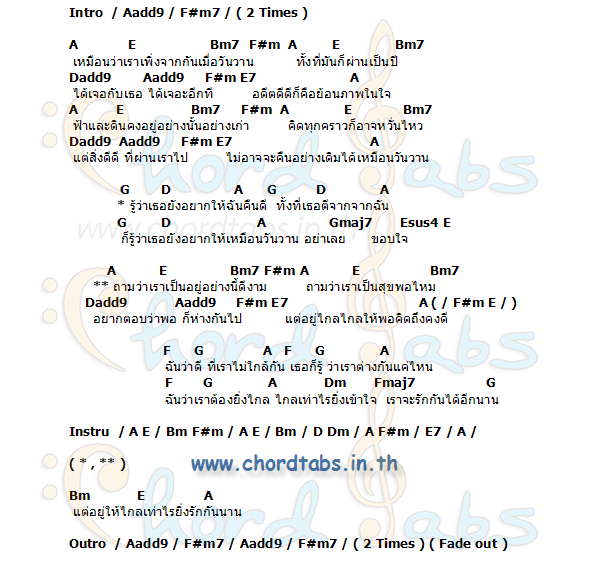 Intro / Aadd9 / F#m7 / ( 2 Times )
A E Bm7 F#m A E Bm7
เหมือนว่าเราเพิ่งจากกันเมื่อวันวาน ทั้งที่มันก็ผ่านเป็นปี
Dadd9 Aadd9 F#m E7 A
ได้เจอกับเธอ ได้เจอะอีกที อดีตดีดีก็คือย้อนภาพในใจ
A E Bm7 F#m A E Bm7
ฟ้าและดินคงอยู่อย่างนั้นอย่างเก่า คิดทุกคราวก็อาจหวั่นไหว
Dadd9 Aadd9 F#m E7 A
แต่สิ่งดีดี ที่ผ่านเราไป ไม่อาจจะคืนอย่างเดิมได้เหมือนวันวาน
G D A G D A
* รู้ว่าเธอยังอยากให้ฉันคืนดี ทั้งที่เธอดีจากจากฉัน
G D A Gmaj7 Esus4 E
ก็รู้ว่าเธอยังอยากให้เหมือนวันวาน อย่าเลย ขอบใจ
A E Bm7 F#m A E Bm7
** ถามว่าเราเป็นอยู่อย่างนี้ดีงาม ถามว่าเราเป็นสุขพอไหม
Dadd9 Aadd9 F#m E7 A ( / F#m E / )
อยากตอบว่าพอ ก็ห่างกันไป แต่อยู่ไกลไกลให้พอคิดถึงคงดี
F G A F G A
ฉันว่าดี ที่เราไม่ใกล้กัน เธอก็รู้ ว่าเราต่างกันแค่ไหน
F G A Dm Fmaj7 G
ฉันว่าเราต้องยิ่งไกล ไกลเท่าไรยิ่งเข้าใจ เราจะรักกันได้อีกนาน
Instru / A E / Bm F#m / A E / Bm / D Dm / A F#m / E7 / A /
( * , ** )
www.chordtabs.in.th
Bm E A
แต่อยู่ให้ไกลเท่าไรยิ่งรักกันนาน
Outro / Aadd9 / F#m7 / Aadd9 / F#m7 / ( 2 Times ) ( Fade out )